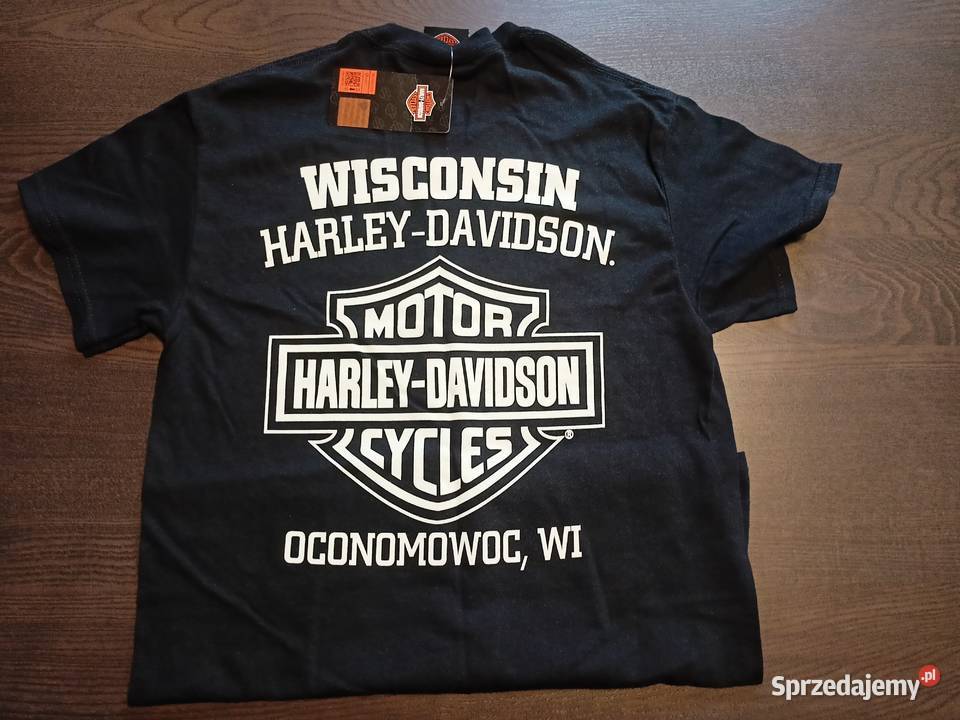 WISCONSIN
HARLEY-DAVIDSON.
MOTOR
HARLEY-DAVIDSON
CYCLES®
OCONOMOWOC, WI
Sprzedajemy.pl